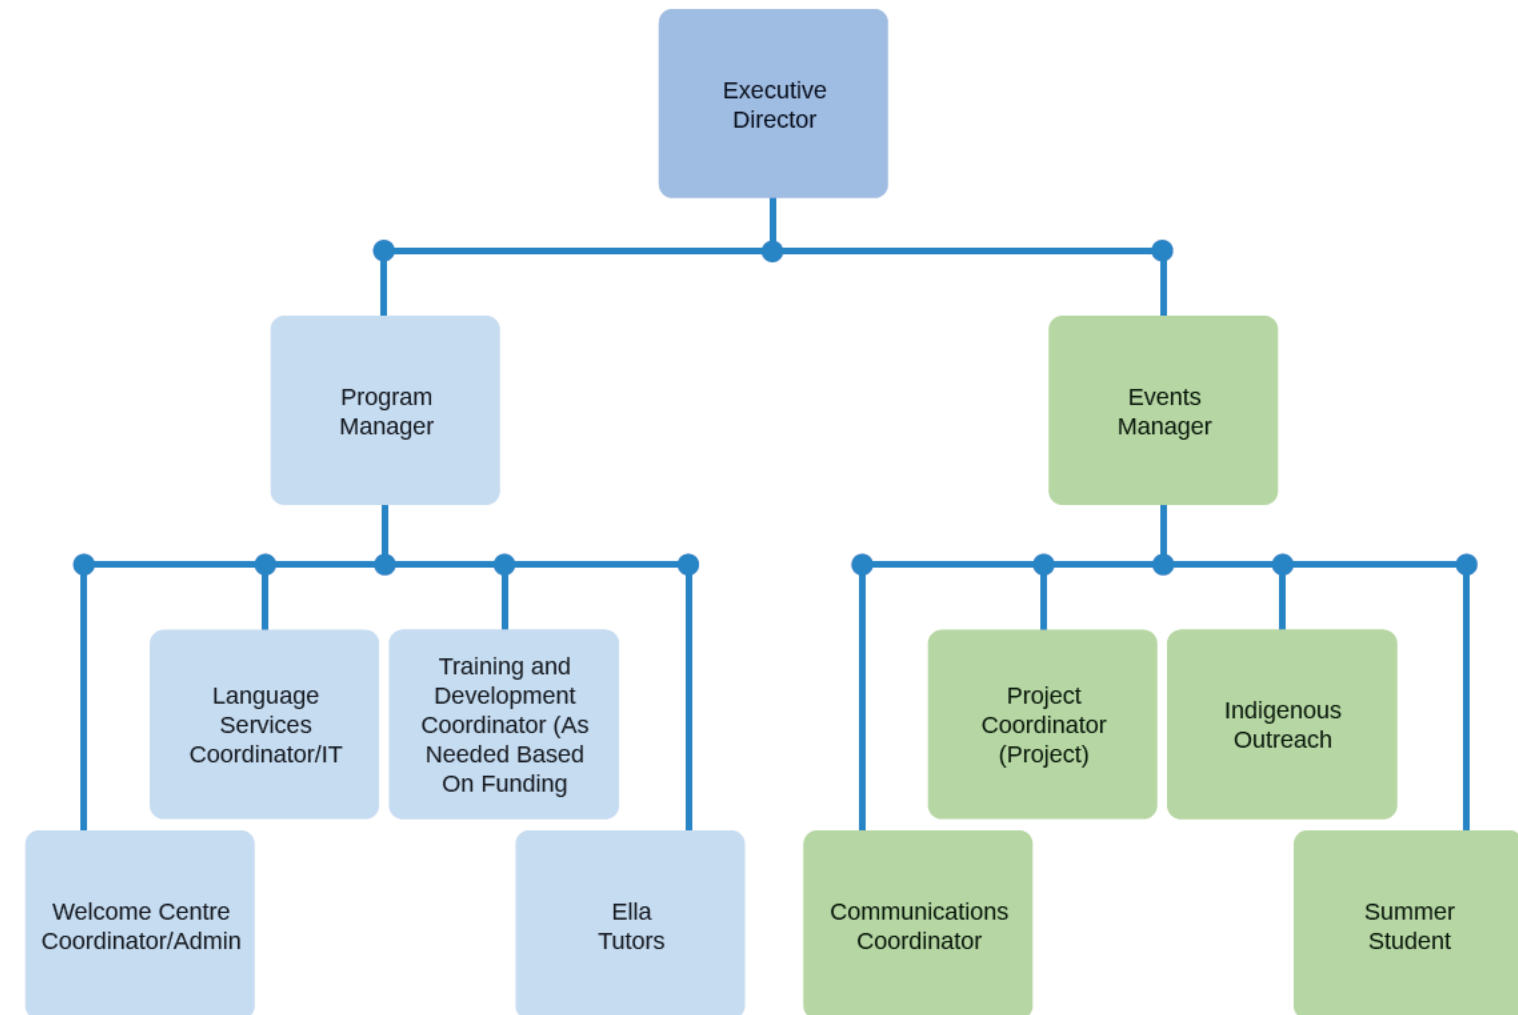 Executive
Director
Program
Manager
Events
Manager
Language
Services
Coordinator/IT
Training and
Development
Coordinator (As
Needed Based
On Funding
Project
Coordinator
(Project)
Indigenous
Outreach
Welcome Centre
Coordinator/Admin
Ella
Tutors
Communications
Coordinator
Summer
Student